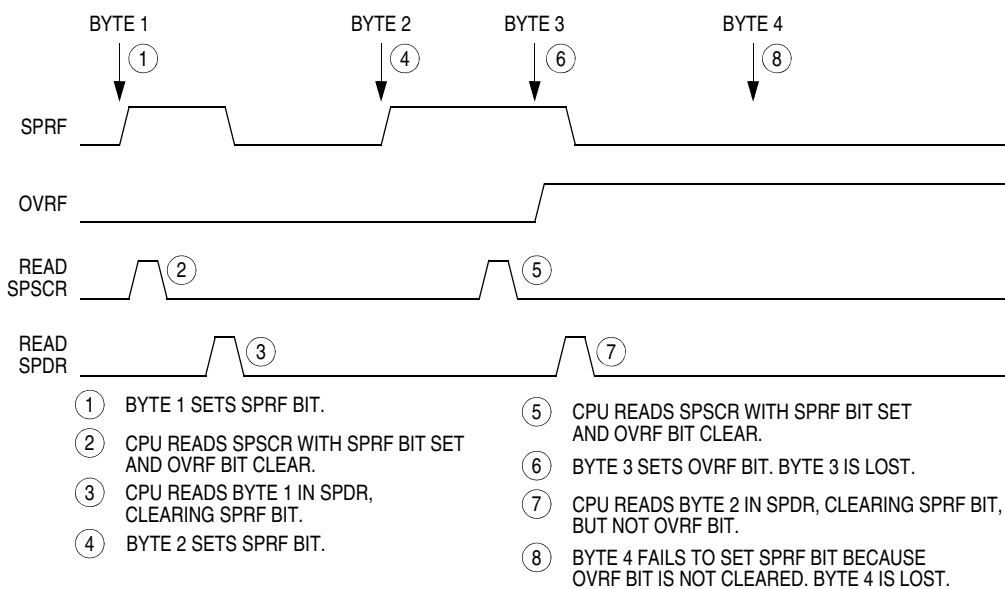 BYTE 1 BYTE 2 BYTE 3 BYTE 4
1 4 6 8
SPRF
OVRF
READ
SPSCR
2 5
READ
SPDR
3 7
1 BYTE 1 SETS SPRF BIT.
2 CPU READS SPSCR WITH SPRF BIT SET
AND OVRF BIT CLEAR.
3 CPU READS BYTE 1 IN SPDR,
CLEARING SPRF BIT.
4 BYTE 2 SETS SPRF BIT.
5 CPU READS SPSCR WITH SPRF BIT SET
AND OVRF BIT CLEAR.
6 BYTE 3 SETS OVRF BIT. BYTE 3 IS LOST.
7 CPU READS BYTE 2 IN SPDR, CLEARING SPRF BIT,
BUT NOT OVRF BIT.
8 BYTE 4 FAILS TO SET SPRF BIT BECAUSE
OVRF BIT IS NOT CLEARED. BYTE 4 IS LOST.